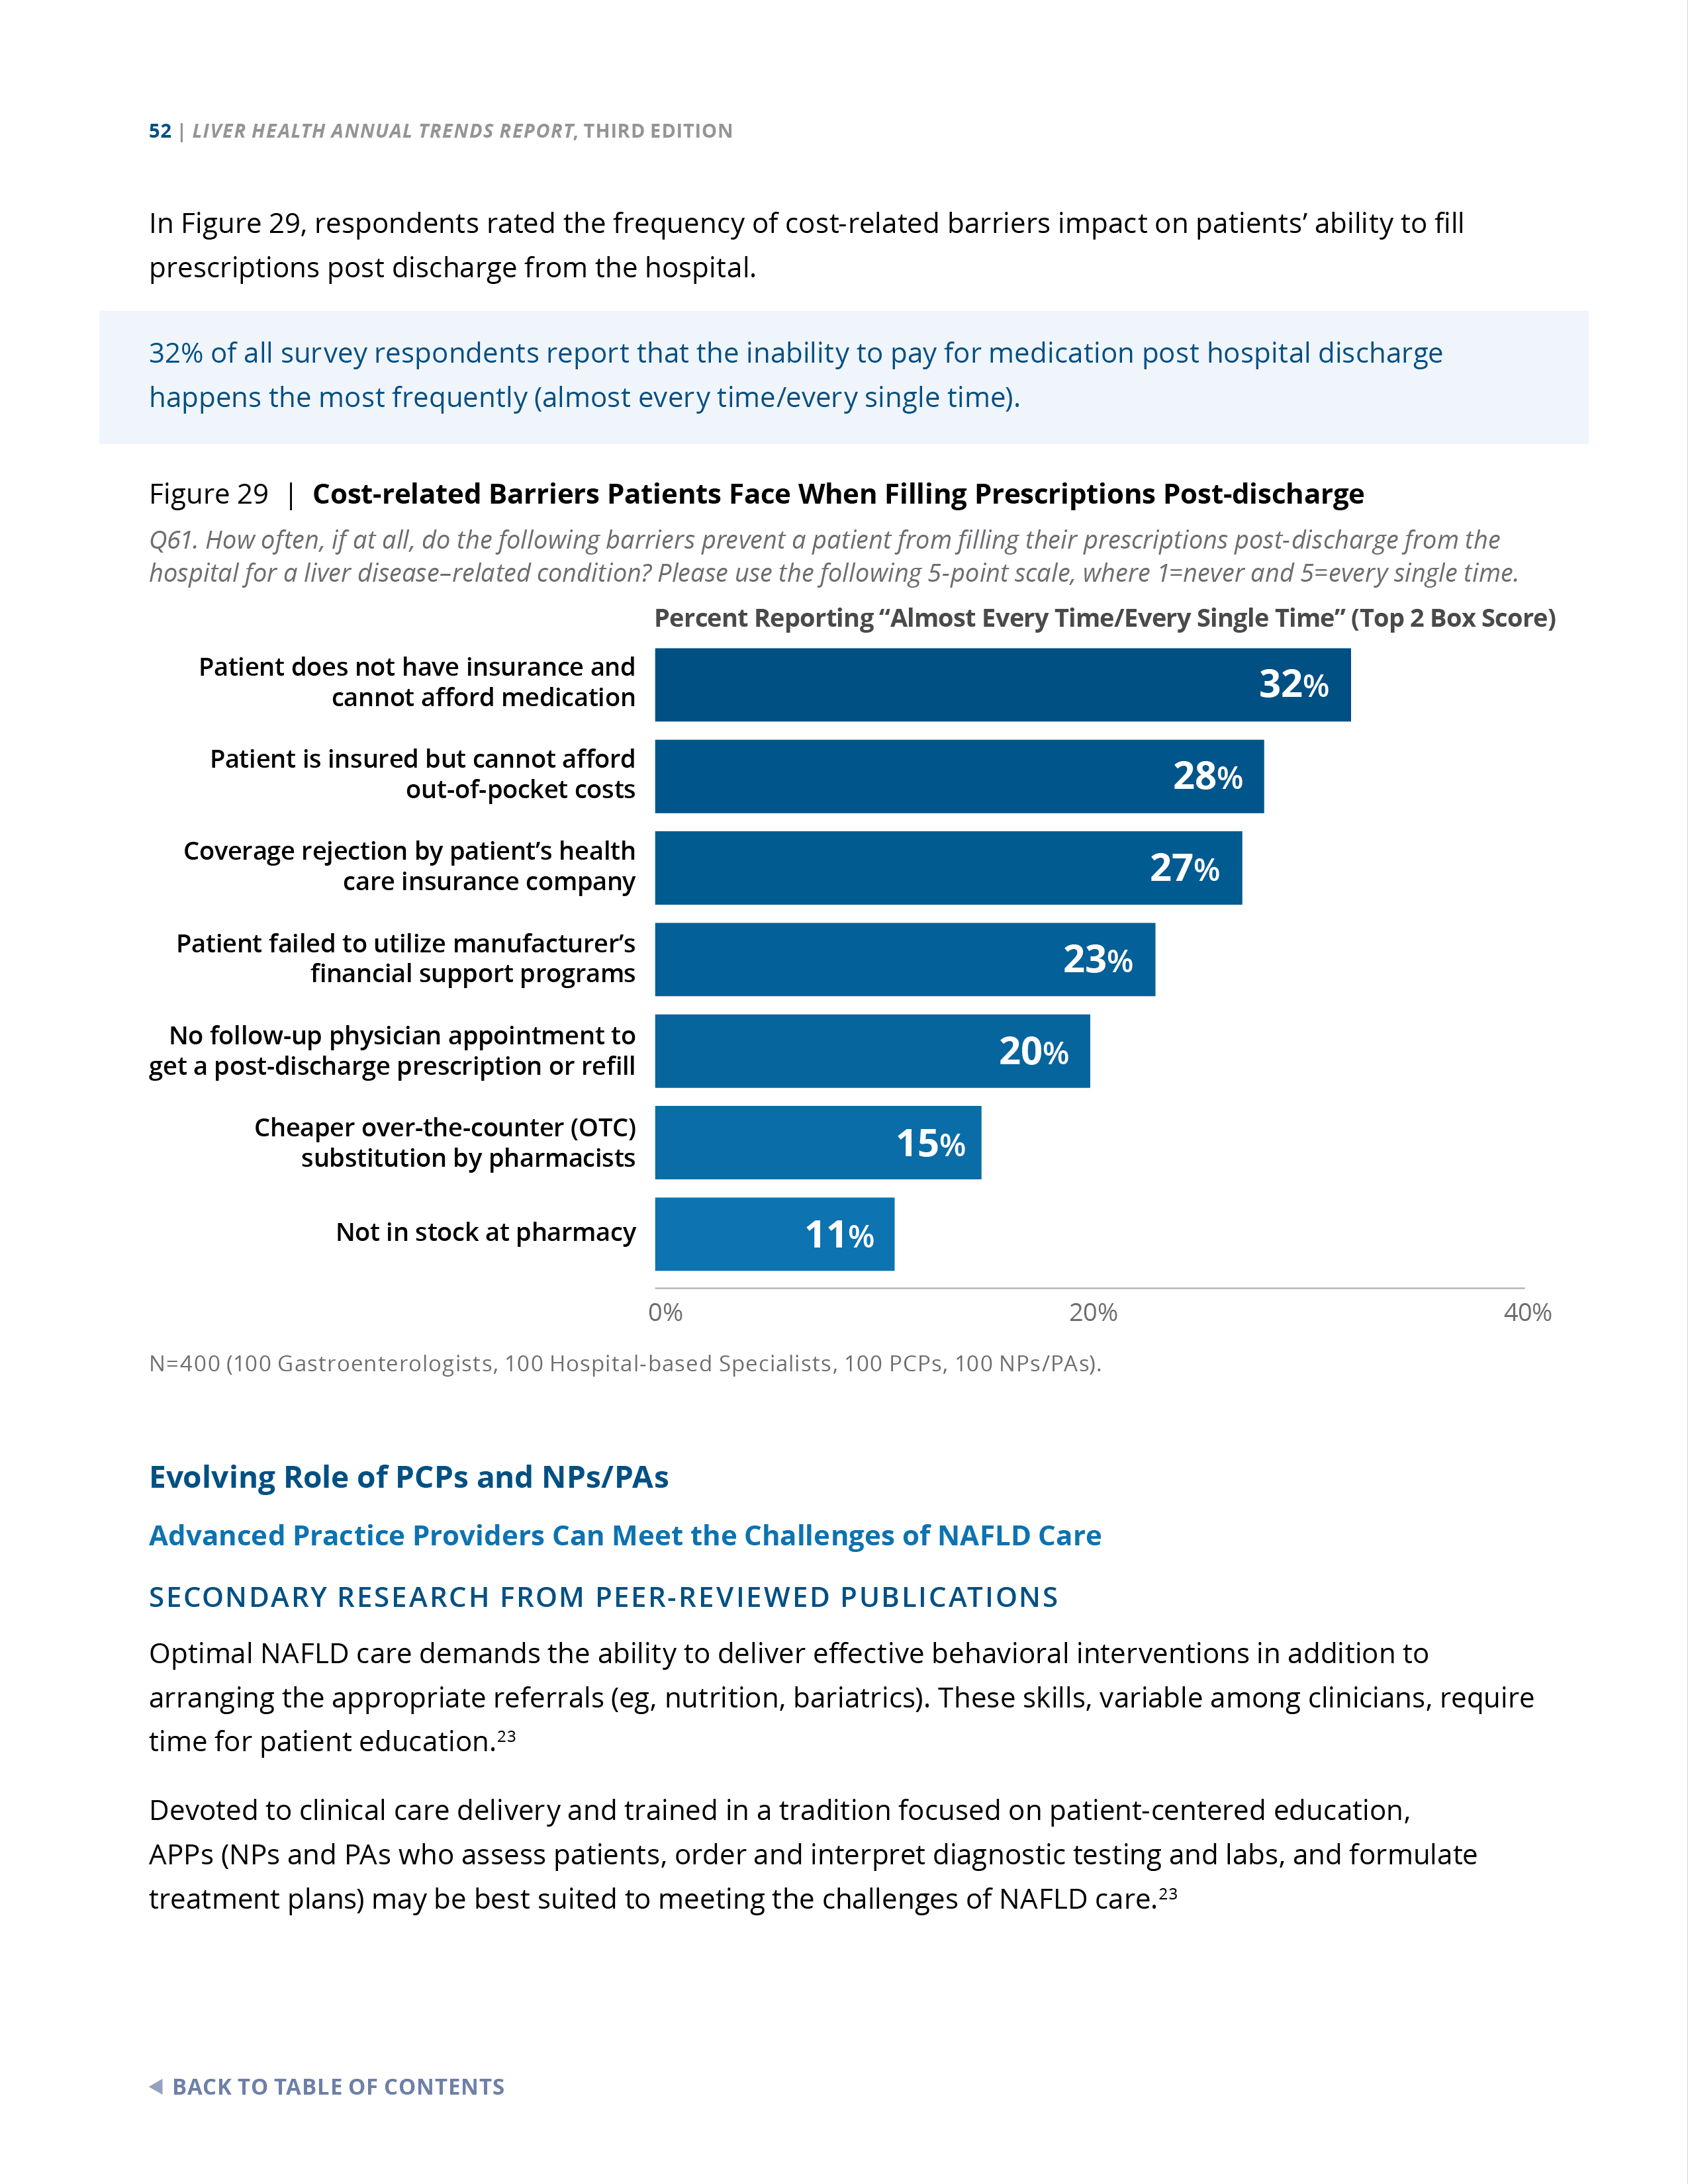 52 | LIVER HEALTH ANNUAL TRENDS REPORT, THIRD EDITION
In Figure 29, respondents rated the frequency of cost-related barriers impact on patients’ ability to fill
prescriptions post discharge from the hospital.
32% of all survey respondents report that the inability to pay for medication post hospital discharge
happens the most frequently (almost every time/every single time).
Figure 29 | Cost-related Barriers Patients Face When Filling Prescriptions Post-discharge
Q61. How often, if at all, do the following barriers prevent a patient from filling their prescriptions post-discharge from the
hospital for a liver disease–related condition? Please use the following 5-point scale, where 1=never and 5=every single time.
Percent Reporting “Almost Every Time/Every Single Time” (Top 2 Box Score)
Patient does not have insurance and
cannot afford medication
32%
Patient is insured but cannot afford
out-of-pocket costs
28%
Coverage rejection by patient’s health
care insurance company
27%
Patient failed to utilize manufacturer’s
financial support programs
23%
No follow-up physician appointment to
get a post-discharge prescription or refill
20%
Cheaper over-the-counter (OTC)
substitution by pharmacists
15%
Not in stock at pharmacy
11%
0% 20% 40%
N=400 (100 Gastroenterologists, 100 Hospital-based Specialists, 100 PCPs, 100 NPs/PAs).
Evolving Role of PCPs and NPs/PAs
Advanced Practice Providers Can Meet the Challenges of NAFLD Care
SECONDARY RESEARCH FROM PEER-REVIEWED PUBLICATIONS
Optimal NAFLD care demands the ability to deliver effective behavioral interventions in addition to
arranging the appropriate referrals (eg, nutrition, bariatrics). These skills, variable among clinicians, require
time for patient education.23
Devoted to clinical care delivery and trained in a tradition focused on patient-centered education,
APPs (NPs and PAs who assess patients, order and interpret diagnostic testing and labs, and formulate
treatment plans) may be best suited to meeting the challenges of NAFLD care.23
BACK TO TABLE OF CONTENTS